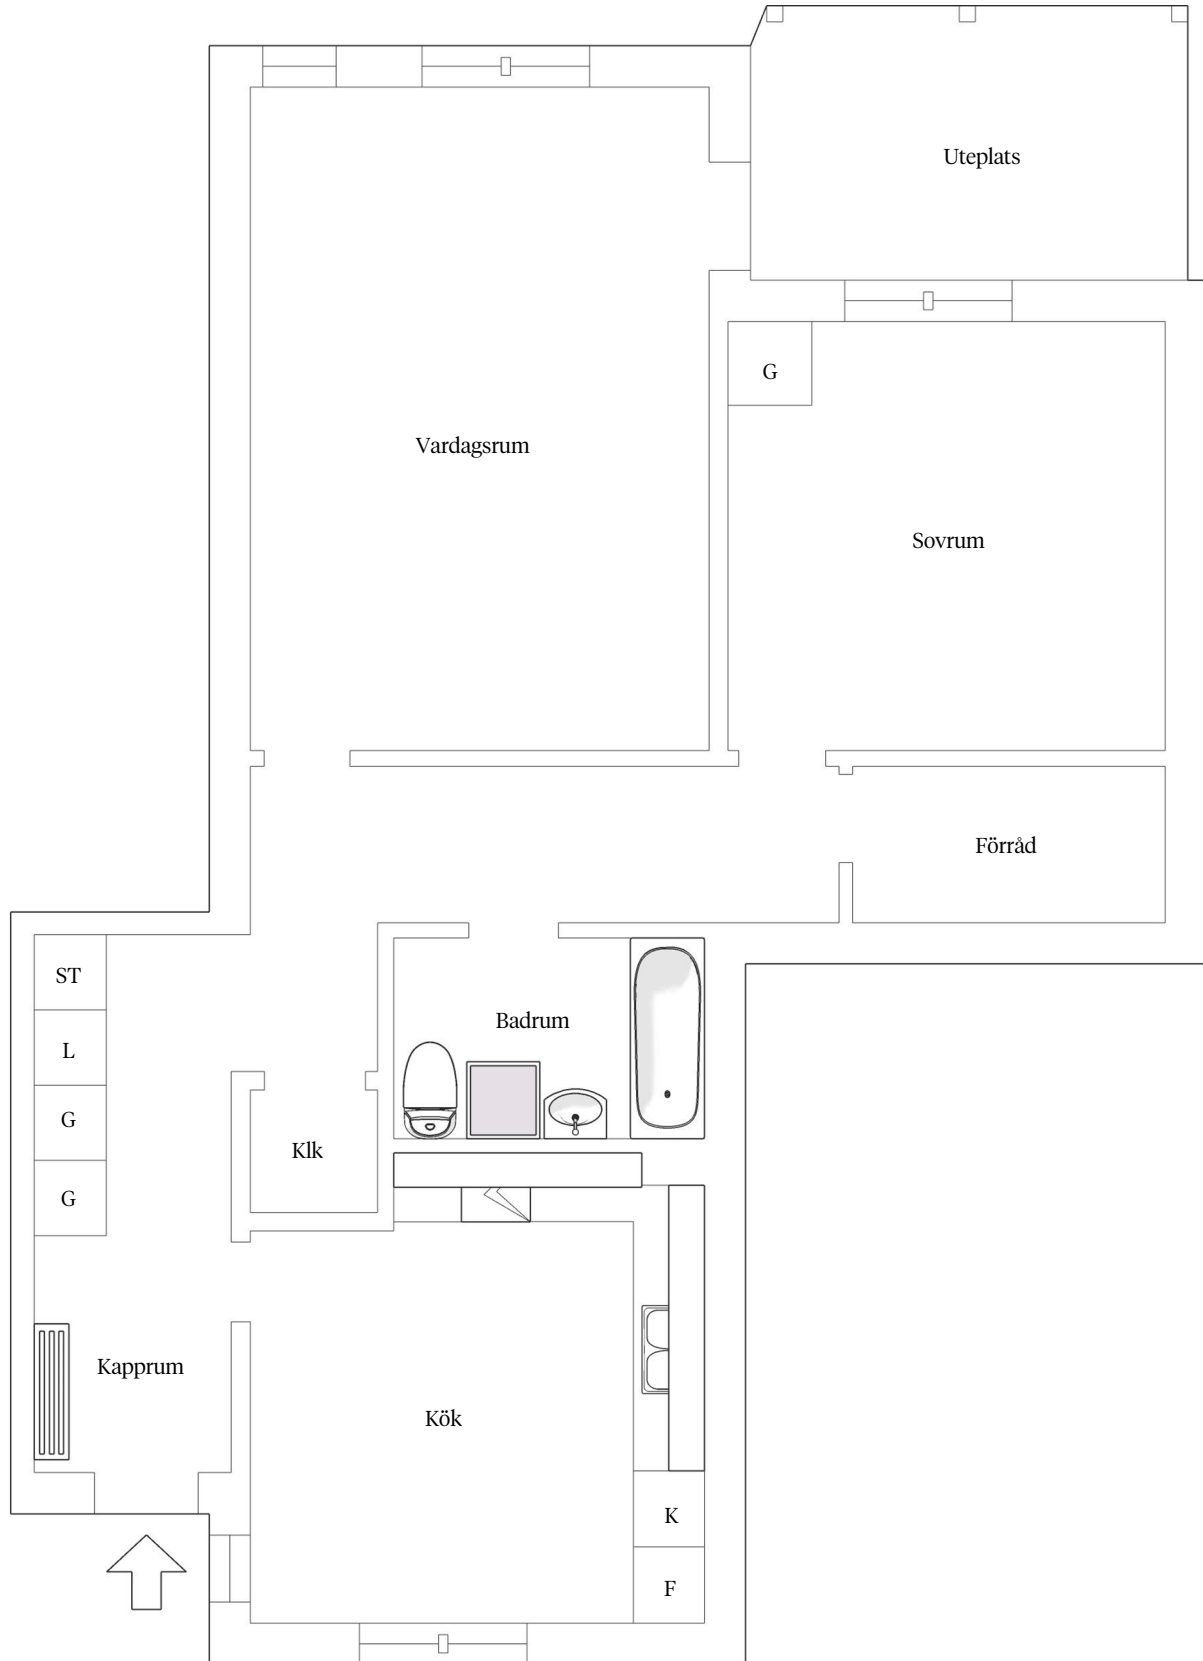 Uteplats
G
Vardagsrum
Sovrum
Förråd
ST
Badrum
L
G
Klk
G
Kapprum
Kök
K
F